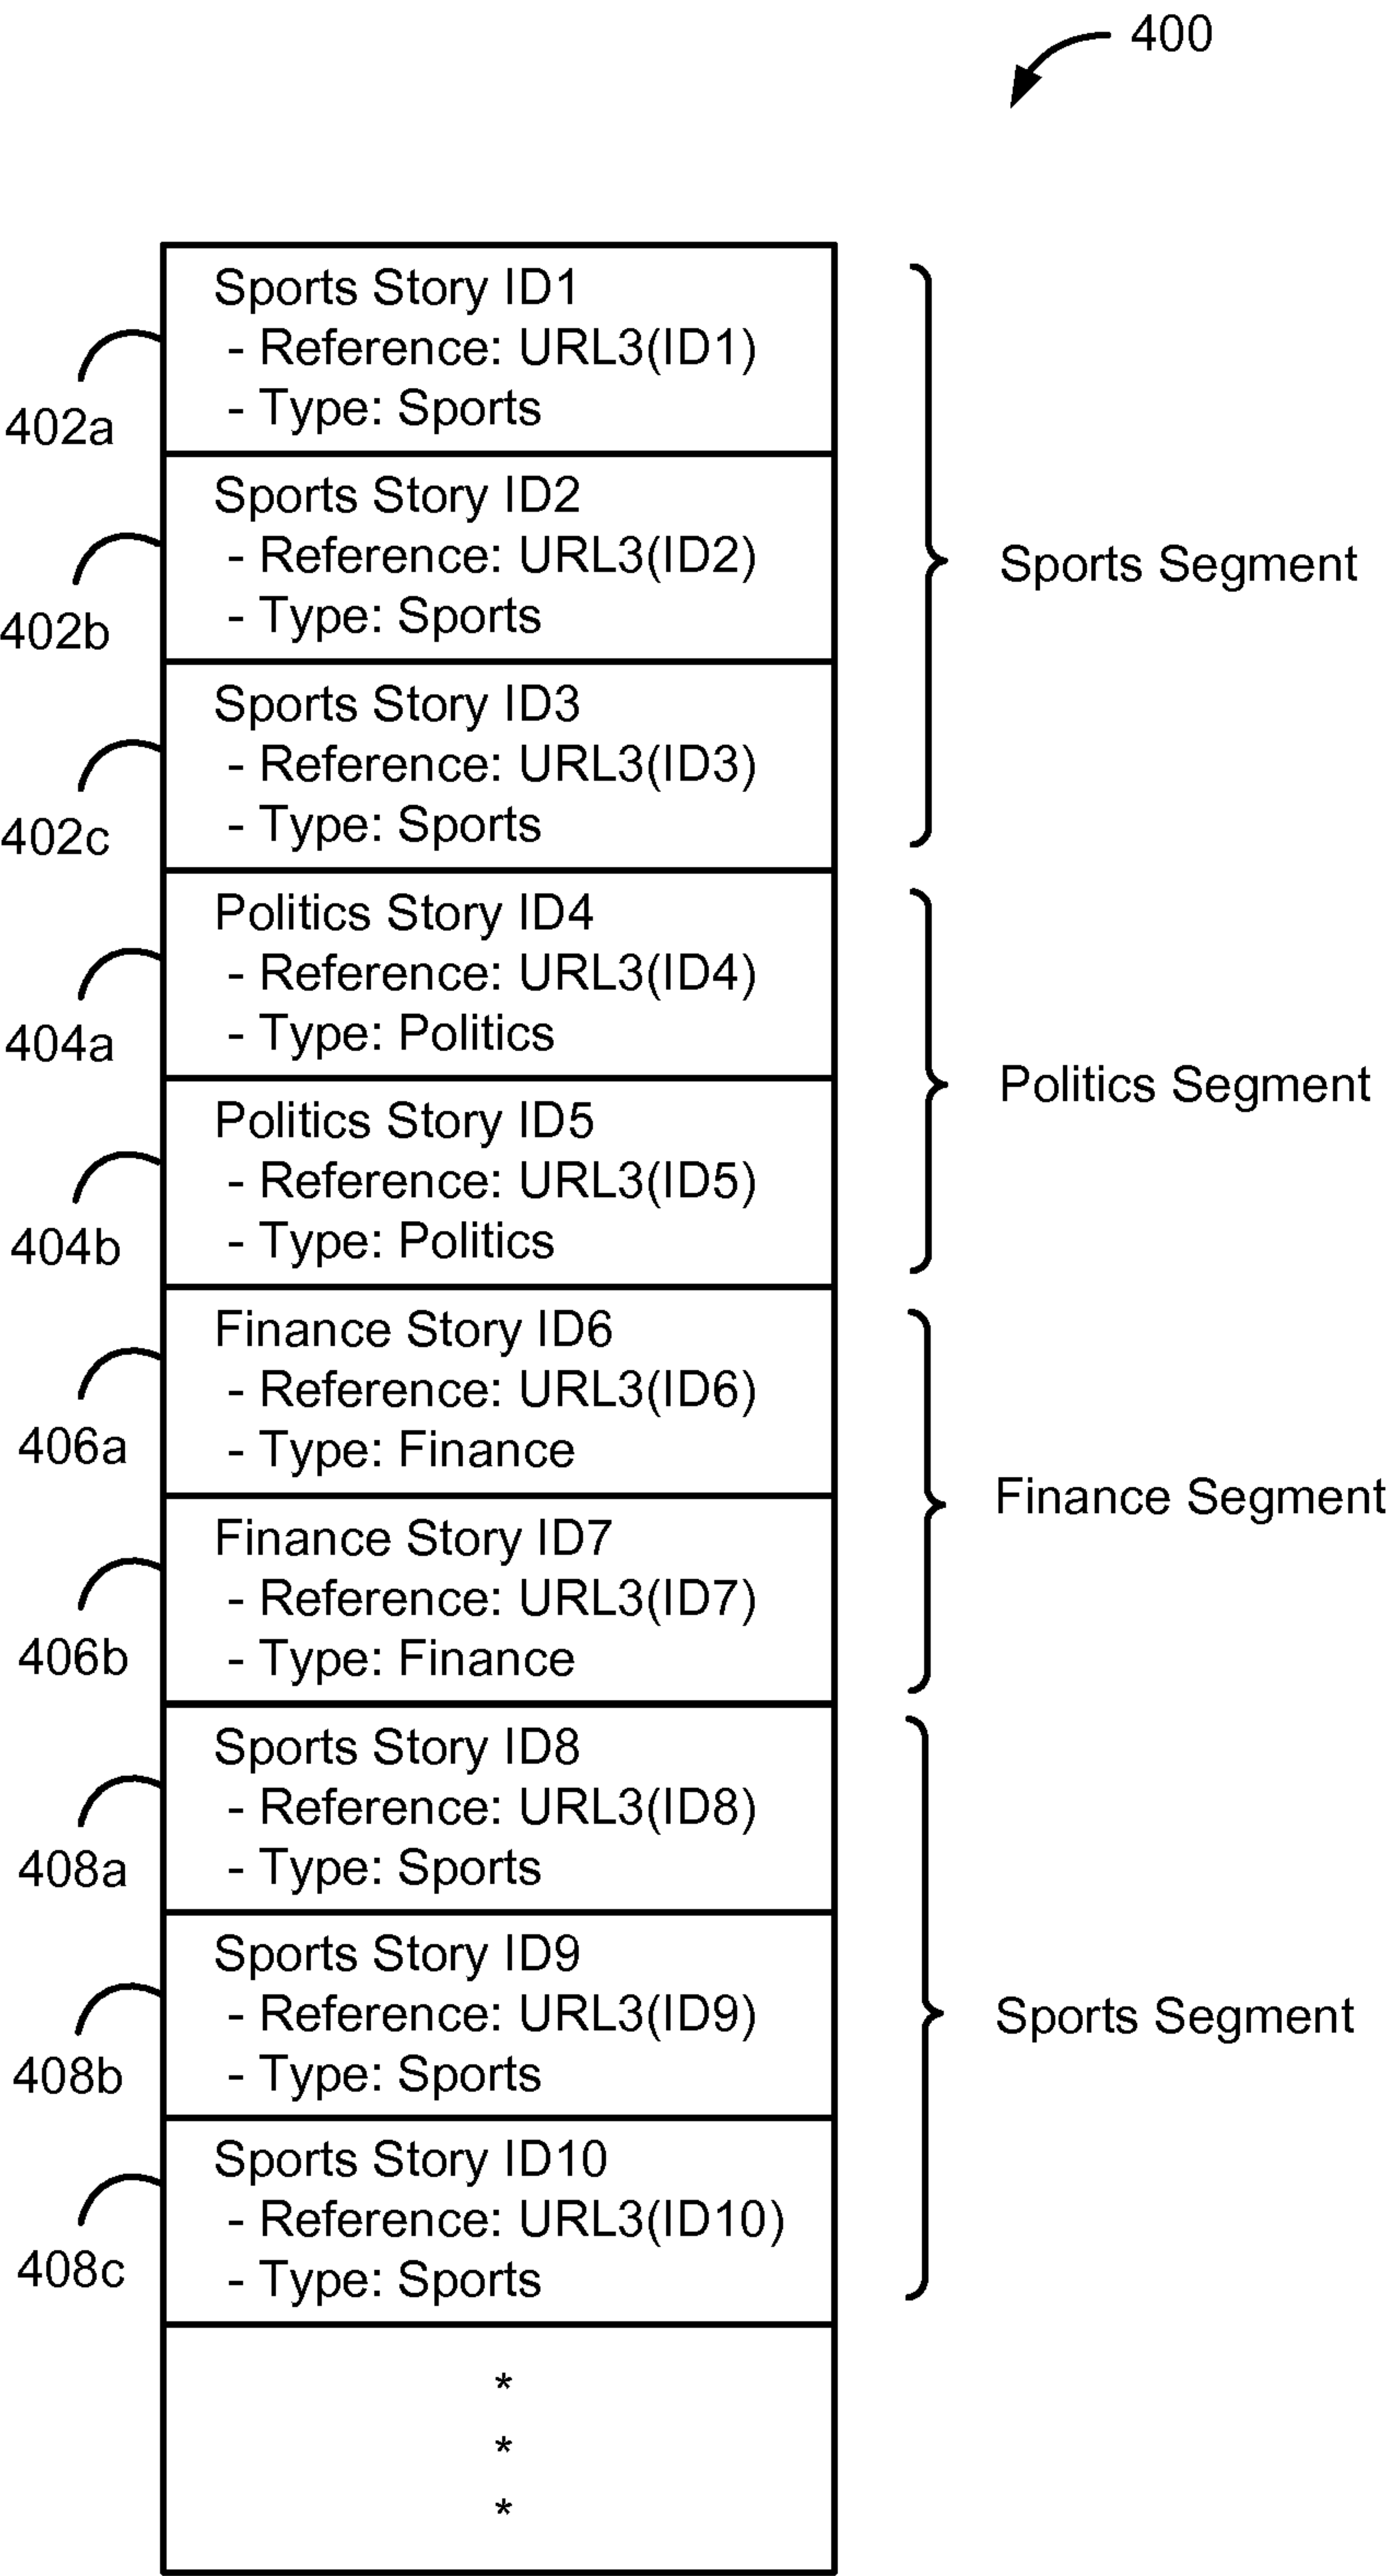 400
Sports Story ID1
- Reference: URL3(ID1)
- Type: Sports
402a
Sports Story ID2
- Reference: URL3(ID2)
- Type: Sports
402b
Sports Segment
Sports Story ID3
- Reference: URL3(ID3)
- Type: Sports
402c
Politics Story ID4
- Reference: URL3(ID4)
- Type: Politics
404a
Politics Segment
Politics Story ID5
- Reference: URL3(ID5)
- Type: Politics
404b
Finance Story ID6
- Reference: URL3(ID6)
- Type: Finance
406a
Finance Segment
Finance Story ID7
- Reference: URL3(ID7)
- Type: Finance
406b
Sports Story ID8
- Reference: URL3(ID8)
- Type: Sports
408a
Sports Story ID9
- Reference: URL3(ID9)
- Type: Sports
408b
Sports Segment
Sports Story ID10
- Reference: URL3(ID10)
- Type: Sports
408c
*
*
*